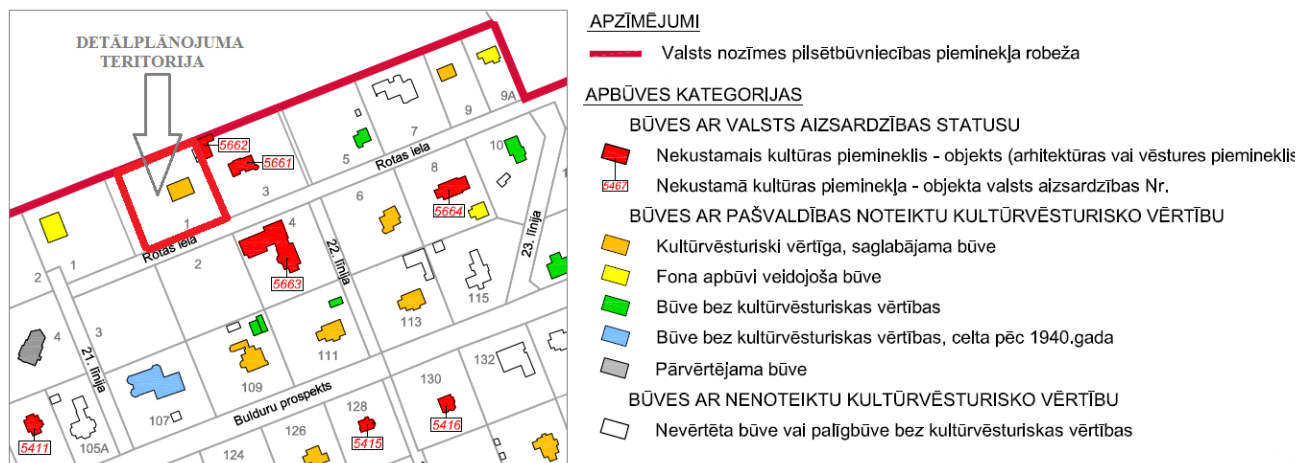 DETĀLPLĀNOJUMA
TERITORIJA
5662
5661
3
5
7
9
9A
Rotas iela
1
Rotas iela
2
1
4
5663
2
6
22. līnija
8
5664
10
23. līnija
4
3
21. līnija
107
109
111
113
115
Bulduru prospekts
5411
105A
124
126
128
5415
130
5416
132
APZĪMĒJUMI
Valsts nozīmes pilsētbūvniecības pieminekļa robeža
APBŪVES KATEGORIJAS
BŪVES AR VALSTS AIZSARDZĪBAS STATUSU
Nekustamais kultūras piemineklis - objekts (arhitektūras vai vēstures piemineklis
5467
Nekustamā kultūras pieminekļa - objekta valsts aizsardzības Nr.
BŪVES AR PAŠVALDĪBAS NOTEIKTU KULTŪRVĒSTURISKO VĒRTĪBU
Kultūrvēsturiski vērtīga, saglabājama būve
Fona apbūvi veidojoša būve
Būve bez kultūrvēsturiskas vērtības
Būve bez kultūrvēsturiskas vērtības, celta pēc 1940.gada
Pārvērtējama būve
BŪVES AR NENOTEIKTU KULTŪRVĒSTURISKO VĒRTĪBU
Nevērtēta būve vai palīgbūve bez kultūrvēsturiskas vērtības